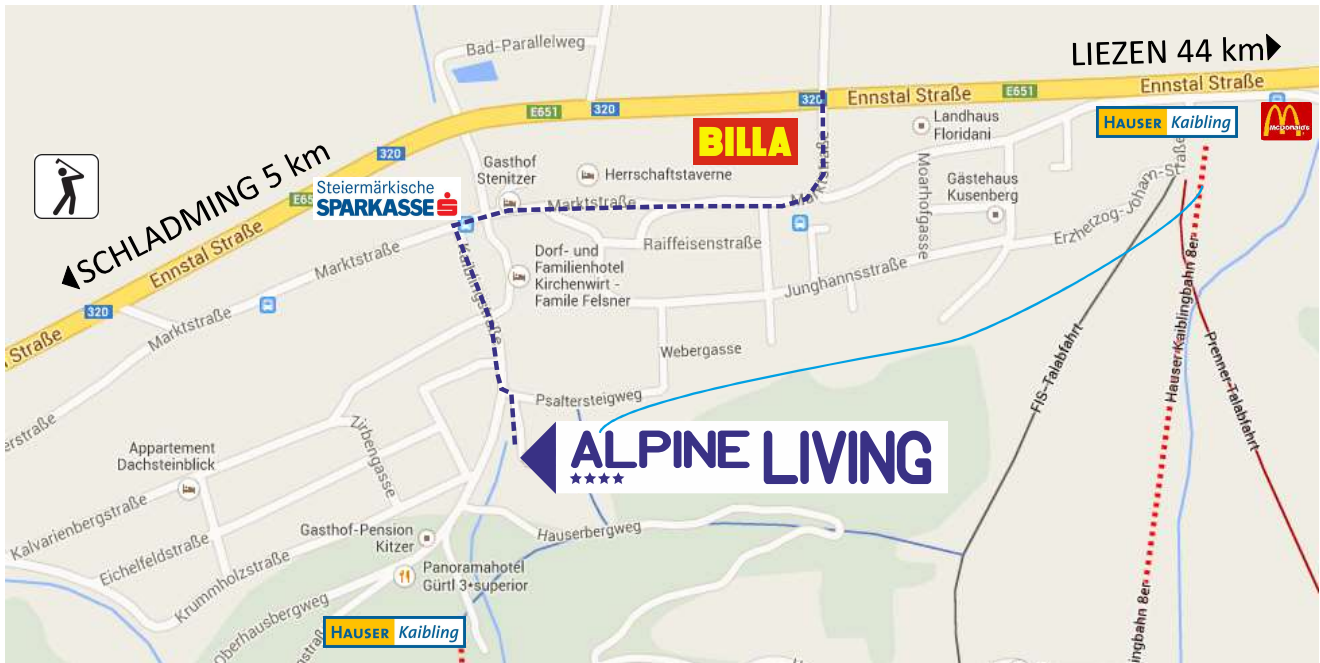 LIEZEN 44 km
Bad-Parallelweg
Ennstal Straße
E651
Ennstal Straße
E651
320
320
HAUSER Kaibling
McDonald's
Landhaus
Floridani
BILLA
320
SCHLADMING 5 km
Gasthof
Stenitzer
Herrschaftstaverne
Moarhofgasse
Gästehaus
Kusenberg
Steiermärkische
SPARKASSE
Marktstraße
Marktstraße
Erzherzog-Johann-Straße
Raiffeisenstraße
Ennstal Straße
Marktstraße
Kaiblingstraße
Dorf- und
Familienhotel
Kirchenwirt -
Famile Felsner
Junghannsstraße
320
Marktstraße
Webergasse
FIS-Talabfahrt
Hauser Kaiblingbahn 8er
Prenner-Talabfahrt
Psaltersteigweg
Zirbengasse
Appartement
Dachsteinblick
ALPINE LIVING
Kalvarienbergstraße
Eichelfeldstraße
Krummholzstraße
Gasthof-Pension
Kitzer
Hauserbergweg
Panoramahotel
Gürtl 3*superior
Oberhausbergweg
HAUSER Kaibling